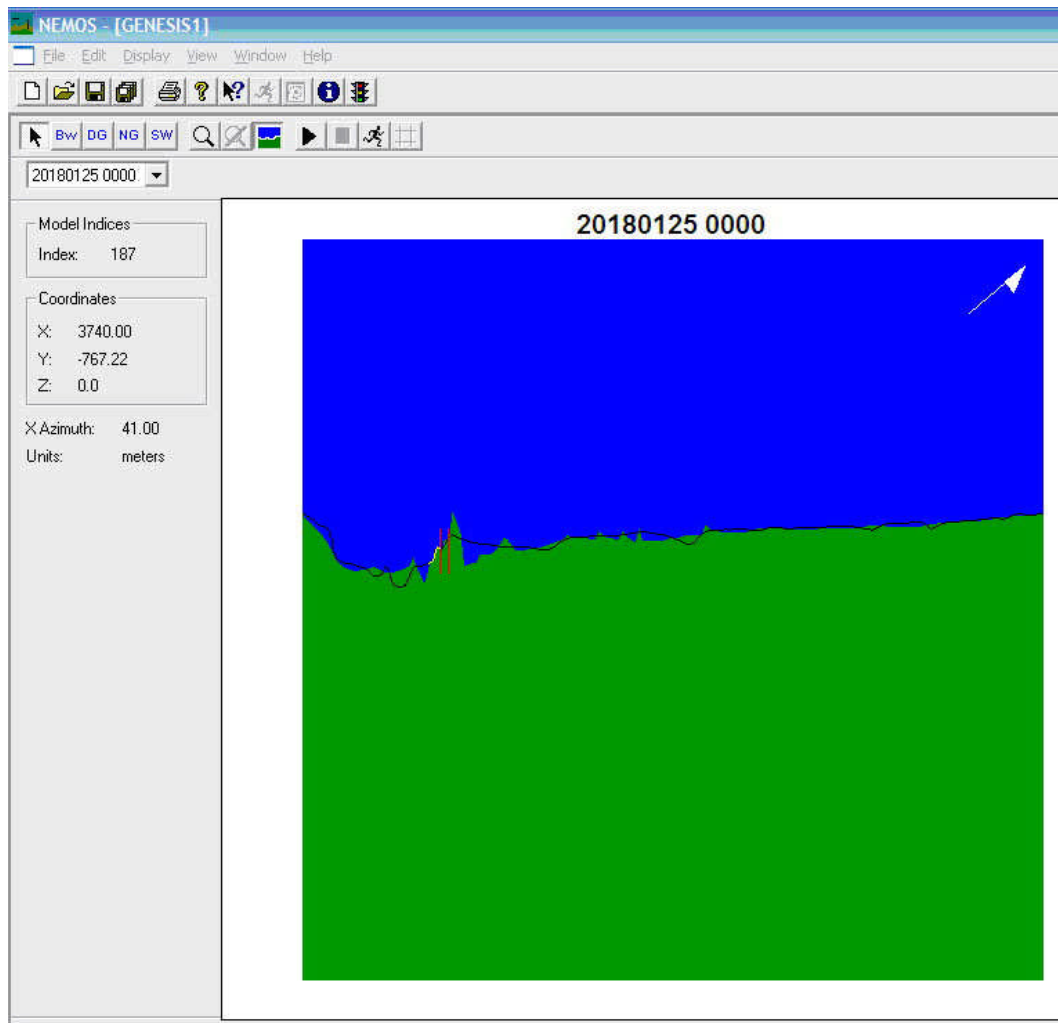 NEMOS - [GENESIS1]
File Edit Display View Window Help
Bw DG NG SW
20180125 0000
Model Indices
Index: 187
Coordinates
X: 3740.00
Y: -767.22
Z: 0.0
X Azimuth: 41.00
Units: meters
20180125 0000